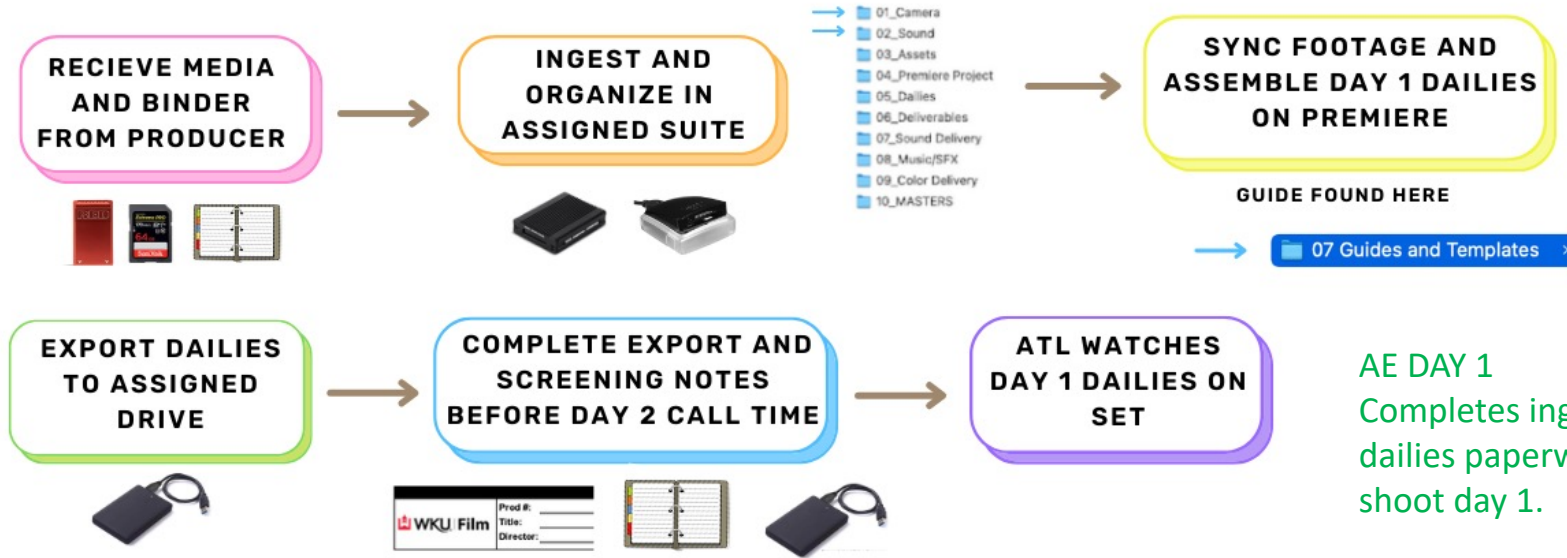 RECIEVE MEDIA
AND BINDER
FROM PRODUCER
INGEST AND
ORGANIZE IN
ASSIGNED SUITE
01_Camera
02_Sound
03_Assets
04_Premiere Project
05_Dailies
06_Deliverables
07_Sound Delivery
08_Music/SFX
09_Color Delivery
10_MASTERS
SYNC FOOTAGE AND
ASSEMBLE DAY 1 DAILIES
ON PREMIERE
GUIDE FOUND HERE
07 Guides and Templates
EXPORT DAILIES
TO ASSIGNED
DRIVE
COMPLETE EXPORT AND
SCREENING NOTES
BEFORE DAY 2 CALL TIME
WKU Film
Prod #:
Title:
Director:
ATL WATCHES
DAY 1 DAILIES ON
SET
AE DAY 1
Completes ing
dailies paperw
shoot day 1.